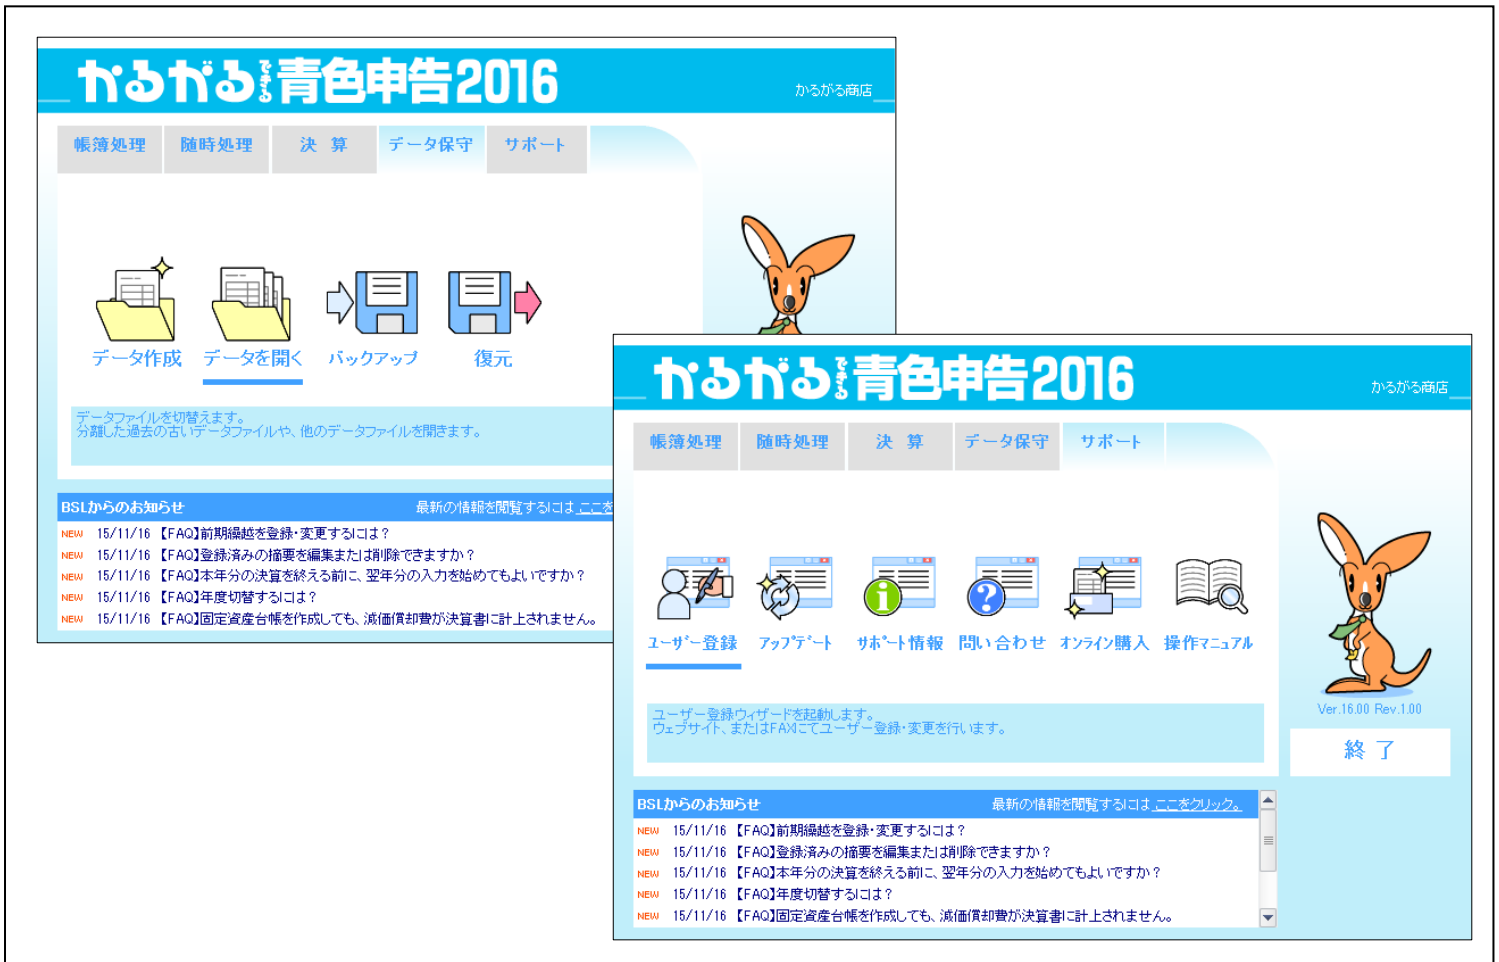 かるがるできる青色申告2016
かるがる商店
帳簿処理 随時処理 決 算 データ保守 サポート
データ作成 データを開く バックアップ 復元
データファイルを切替えます。
分離した過去の古いデータファイルや、他のデータファイルを開きます。
BSLからのお知らせ 最新の情報を閲覧するには ここを
NEW 15/11/16 【FAQ】前期繰越を登録・変更するには？
NEW 15/11/16 【FAQ】登録済みの摘要を編集または削除できますか？
NEW 15/11/16 【FAQ】本年分の決算を終える前に、翌年分の入力を始めてもよいですか？
NEW 15/11/16 【FAQ】年度切替するには？
NEW 15/11/16 【FAQ】固定資産台帳を作成しても、減価償却費が決算書に計上されません。
かるがるできる青色申告2016
かるがる商店
帳簿処理 随時処理 決 算 データ保守 サポート
ユーザー登録 アップデート サポート情報 問い合わせ オンライン購入 操作マニュアル
ユーザー登録ウィザードを起動します。
ウェブサイト、またはFAXにてユーザー登録・変更を行います。
Ver.16.00 Rev.1.00
終 了
BSLからのお知らせ 最新の情報を閲覧するには ここをクリック。
NEW 15/11/16 【FAQ】前期繰越を登録・変更するには？
NEW 15/11/16 【FAQ】登録済みの摘要を編集または削除できますか？
NEW 15/11/16 【FAQ】本年分の決算を終える前に、翌年分の入力を始めてもよいですか？
NEW 15/11/16 【FAQ】年度切替するには？
NEW 15/11/16 【FAQ】固定資産台帳を作成しても、減価償却費が決算書に計上されません。